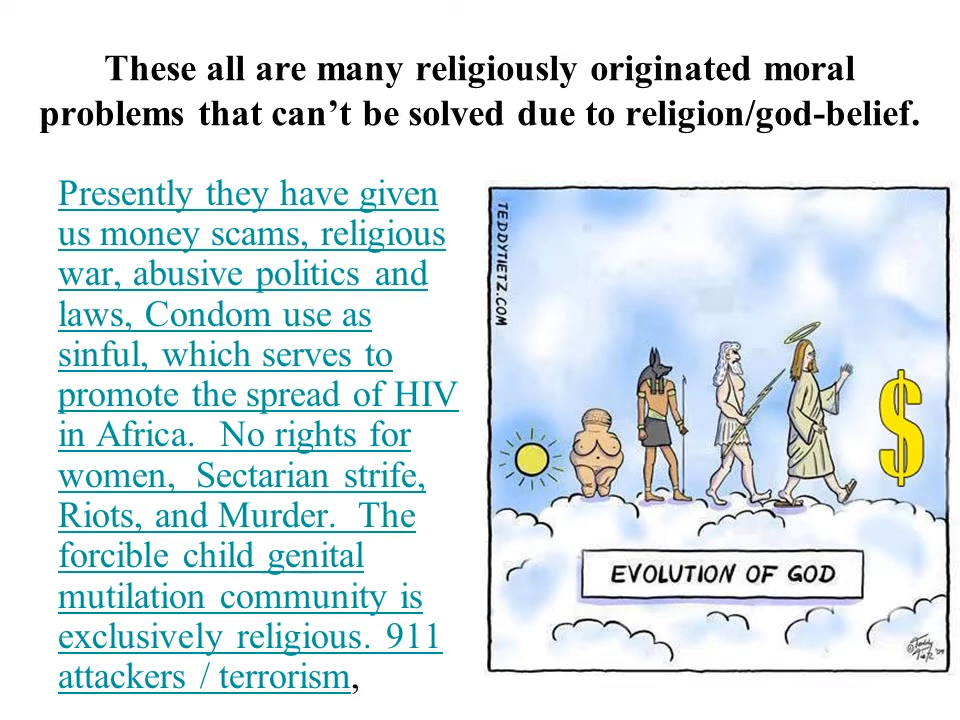 These all are many religiously originated moral
problems that can’t be solved due to religion/god-belief.
Presently they have given
us money scams, religious
war, abusive politics and
laws, Condom use as
sinful, which serves to
promote the spread of HIV
in Africa.  No rights for
women,  Sectarian strife,
Riots, and Murder.  The
forcible child genital
mutilation community is
exclusively religious. 911
attackers / terrorism,
TEDDYTIETZ.COM
$
EVOLUTION OF GOD